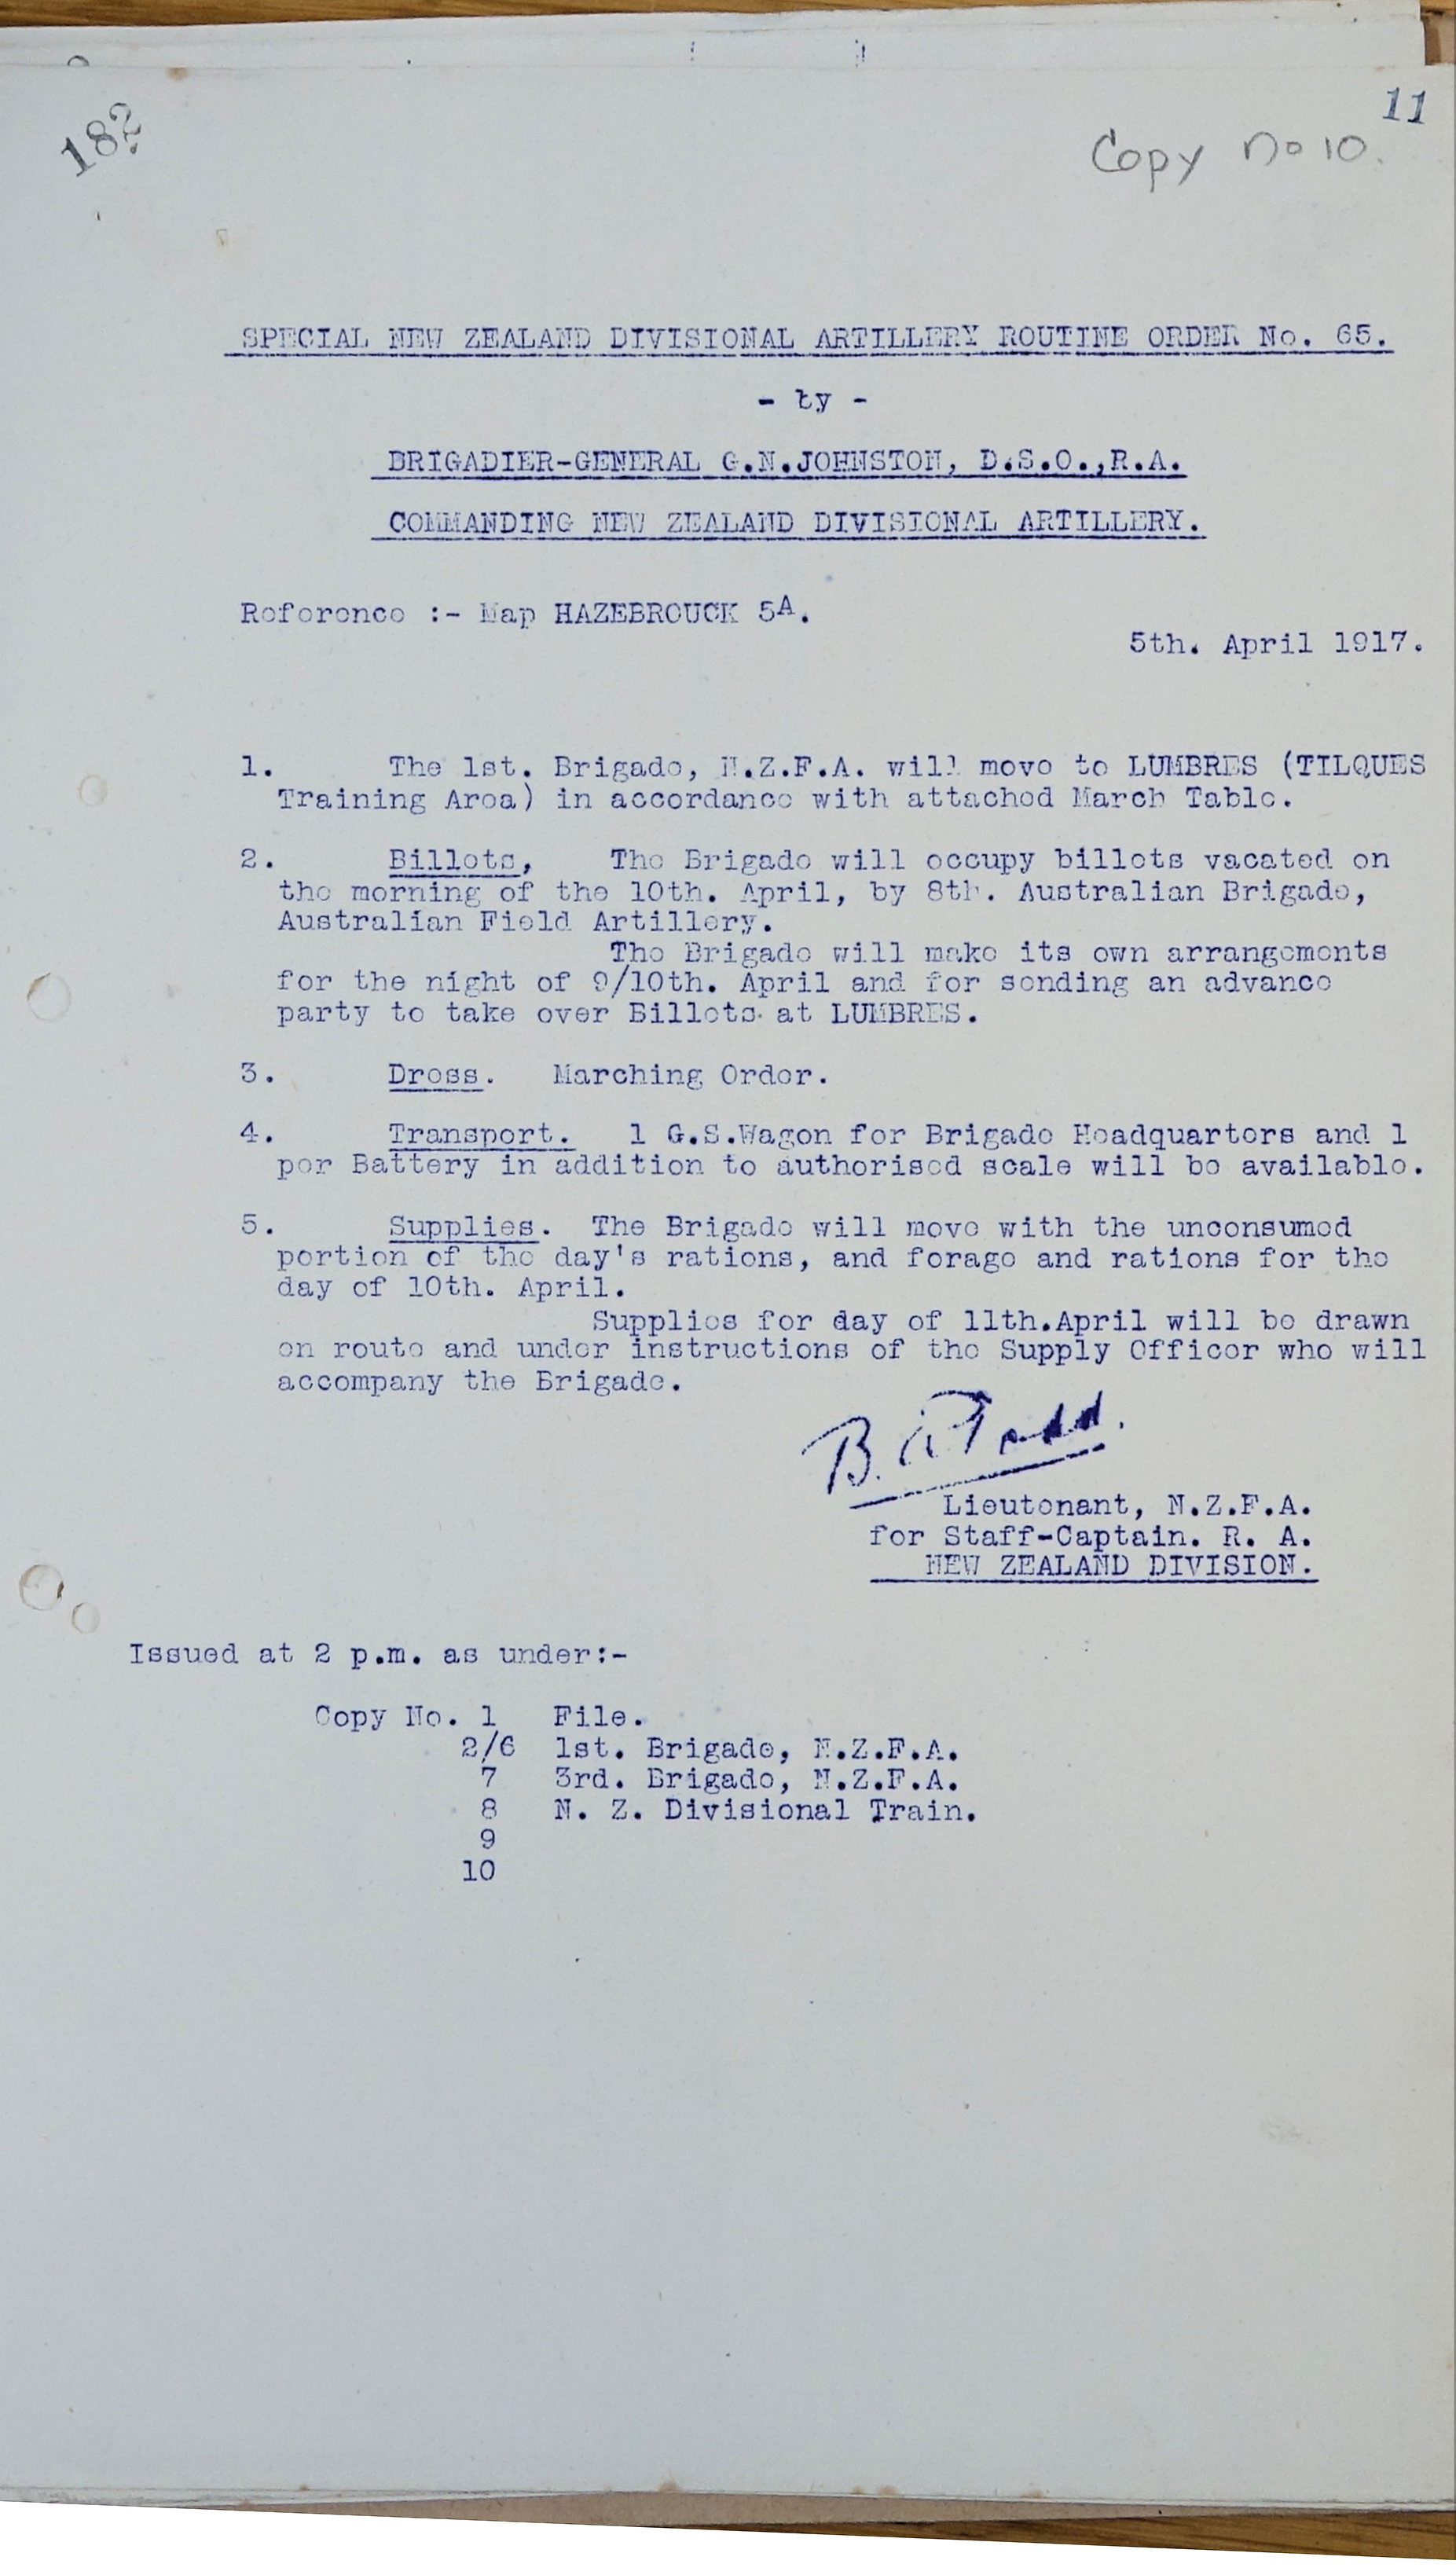 182
11
Copy no 10.
SPECIAL NEW ZEALAND DIVISIONAL ARTILLERY ROUTINE ORDER No. 65.
- by -
BRIGADIER-GENERAL G.N.JOHNSTON, D.S.O.,R.A.
COMMANDING NEW ZEALAND DIVISIONAL ARTILLERY.
Reference :- Map HAZEBROUCK 5A.
5th. April 1917.
1. The 1st. Brigade, N.Z.F.A. will move to LUMBRES (TILQUES
Training Area) in accordance with attached March Table.
2. Billets, The Brigade will occupy billets vacated on
the morning of the 10th. April, by 8th. Australian Brigade,
Australian Field Artillery.
The Brigade will make its own arrangements
for the night of 9/10th. April and for sending an advance
party to take over Billets at LUMBRES.
3. Dress. Marching Order.
4. Transport. 1 G.S.Wagon for Brigade Headquarters and 1
per Battery in addition to authorised scale will be available.
5. Supplies. The Brigade will move with the unconsumed
portion of the day's rations, and forage and rations for the
day of 10th. April.
Supplies for day of 11th.April will be drawn
on route and under instructions of the Supply Officer who will
accompany the Brigade.
B. A Todd.
Lieutenant, N.Z.F.A.
for Staff-Captain. R. A.
NEW ZEALAND DIVISION.
Issued at 2 p.m. as under:-
Copy No. 1 File.
2/6 1st. Brigade, N.Z.F.A.
7 3rd. Brigade, N.Z.F.A.
8 N. Z. Divisional Train.
9
10